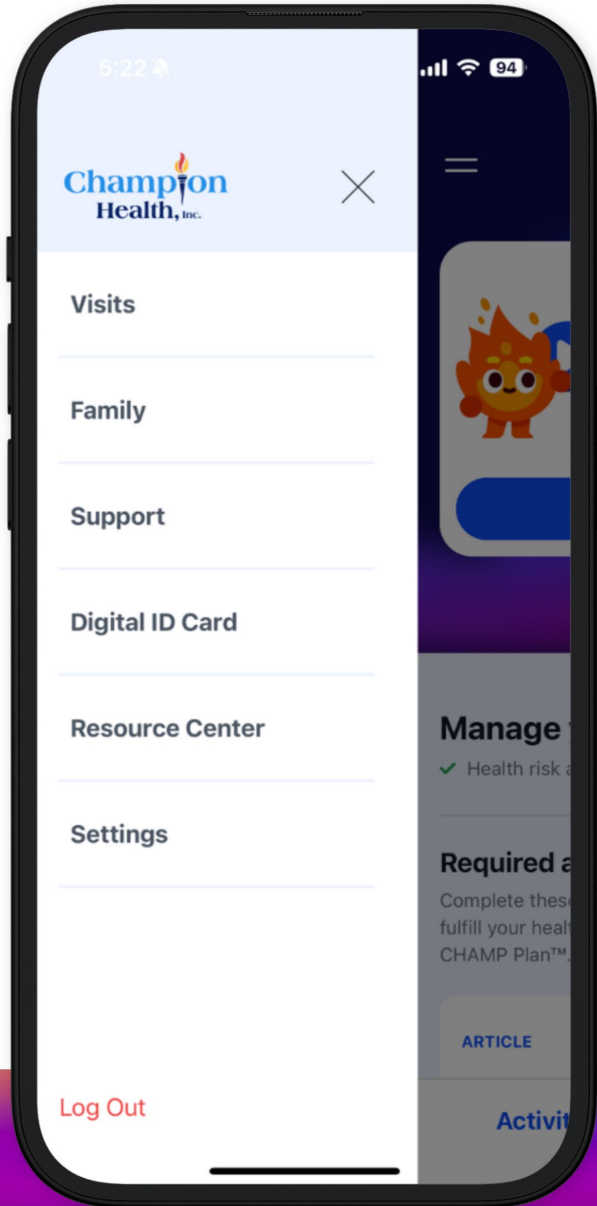 5:22
94
Champion
Health, Inc.
Visits
Family
Support
Digital ID Card
Resource Center
Settings
Log Out
Manage
Health risk
Required a
Complete these
fulfill your heal
CHAMP Plan™.
ARTICLE
Activit